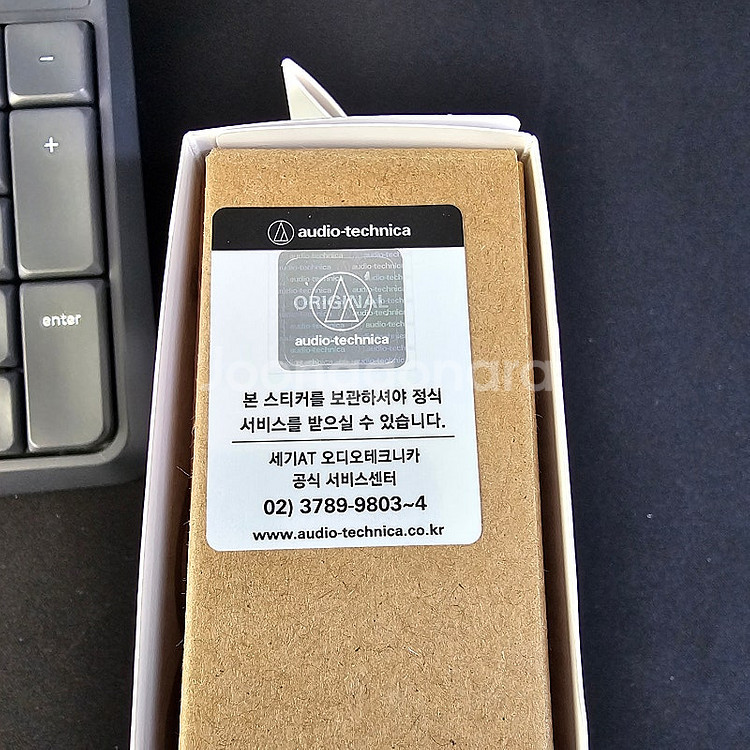 -
+
enter
audio-technica
ORIGINAL
audio-technica
본 스티커를 보관하셔야 정식
서비스를 받으실 수 있습니다.
세기AT 오디오테크니카
공식 서비스센터
02) 3789-9803~4
www.audio-technica.co.kr
Joonggonara